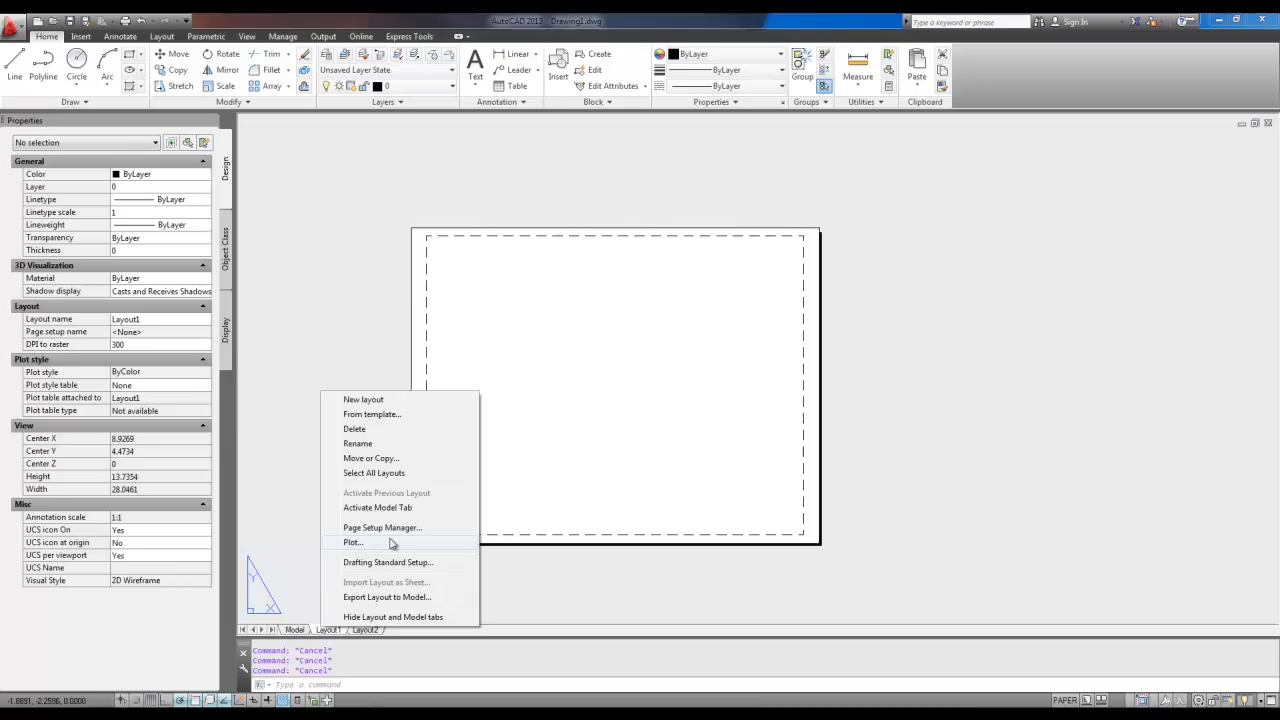 AutoCAD 2013 Drawing1.dwg
Type a keyword or phrase
Sign In
Home Insert Annotate Layout Parametric View Manage Output Online Express Tools
Line Polyline Circle Arc
Move Rotate Trim
Copy Mirror Fillet
Stretch Scale Array
Unsaved Layer State
0
Text
Linear
Leader
Table
Insert
Create
Edit
Edit Attributes
ByLayer
ByLayer
ByLayer
Group
Measure
Paste
Draw Modify Layers Annotation Block Properties Groups Utilities Clipboard
Properties
No selection
General
Color ByLayer
Layer 0
Linetype ByLayer
Linetype scale 1
Lineweight ByLayer
Transparency ByLayer
Thickness 0
3D Visualization
Material ByLayer
Shadow display Casts and Receives Shadows
Layout
Layout name Layout1
Page setup name <None>
DPI to raster 300
Plot style
Plot style ByColor
Plot style table None
Plot table attached to Layout1
Plot table type Not available
View
Center X 8.9269
Center Y 4.4734
Center Z 0
Height 13.7354
Width 28.0461
Misc
Annotation scale 1:1
UCS icon On Yes
UCS icon at origin No
UCS per viewport Yes
UCS Name
Visual Style 2D Wireframe
Design
Object Class
Display
New layout
From template...
Delete
Rename
Move or Copy...
Select All Layouts
Activate Previous Layout
Activate Model Tab
Page Setup Manager...
Plot...
Drafting Standard Setup...
Import Layout as Sheet...
Export Layout to Model...
Hide Layout and Model tabs
Y
X
Model Layout1 Layout2
Command: *Cancel*
Command: *Cancel*
Command: *Cancel*
Type a command
-1.8691, -2.2596, 0.0000
PAPER